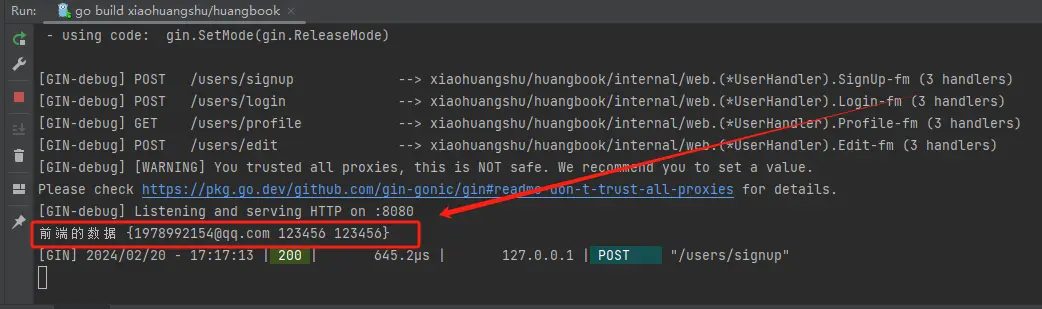 Run: go build xiaohuangshu/huangbook ×
- using code: gin.SetMode(gin.ReleaseMode)
[GIN-debug] POST /users/signup --> xiaohuangshu/huangbook/internal/web.(*UserHandler).SignUp-fm (3 handlers)
[GIN-debug] POST /users/login --> xiaohuangshu/huangbook/internal/web.(*UserHandler).Login-fm (3 handlers)
[GIN-debug] GET /users/profile --> xiaohuangshu/huangbook/internal/web.(*UserHandler).Profile-fm (3 handlers)
[GIN-debug] POST /users/edit --> xiaohuangshu/huangbook/internal/web.(*UserHandler).Edit-fm (3 handlers)
[GIN-debug] [WARNING] You trusted all proxies, this is NOT safe. We recommend you to set a value.
Please check https://pkg.go.dev/github.com/gin-gonic/gin#readme-don-t-trust-all-proxies for details.
[GIN-debug] Listening and serving HTTP on :8080
前端的数据 {1978992154@qq.com 123456 123456}
[GIN] 2024/02/20 - 17:17:13 | 200 | 645.2µs | 127.0.0.1 | POST "/users/signup"